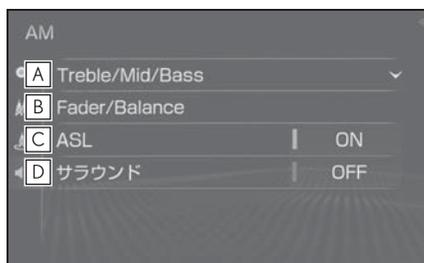 AM
A Treble/Mid/Bass
B Fader/Balance
C ASL ON
D サラウンド OFF